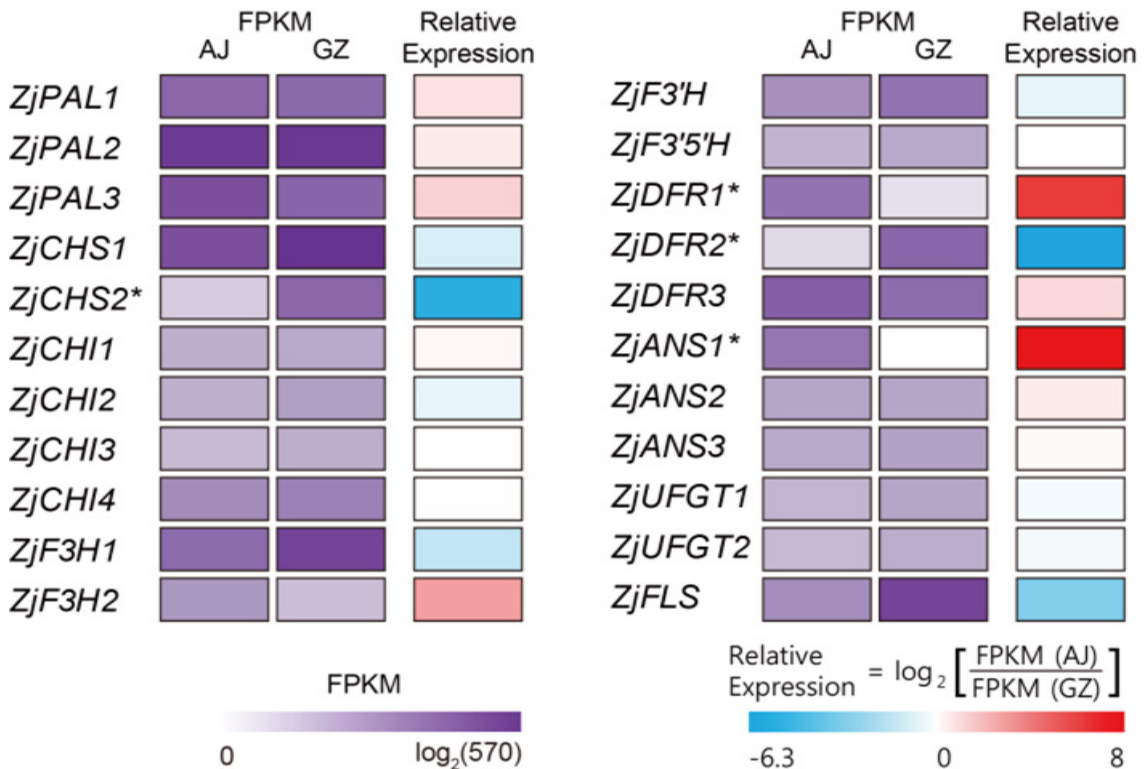 FPKM
AJ GZ
Relative
Expression
ZjPAL1
ZjPAL2
ZjPAL3
ZjCHS1
ZjCHS2*
ZjCHI1
ZjCHI2
ZjCHI3
ZjCHI4
ZjF3H1
ZjF3H2
FPKM
0 log2(570)
FPKM
AJ GZ
Relative
Expression
ZjF3'H
ZjF3'5'H
ZjDFR1*
ZjDFR2*
ZjDFR3
ZjANS1*
ZjANS2
ZjANS3
ZjUFGT1
ZjUFGT2
ZjFLS
Relative
Expression = log2 [FPKM (AJ) / FPKM (GZ)]
-6.3 0 8